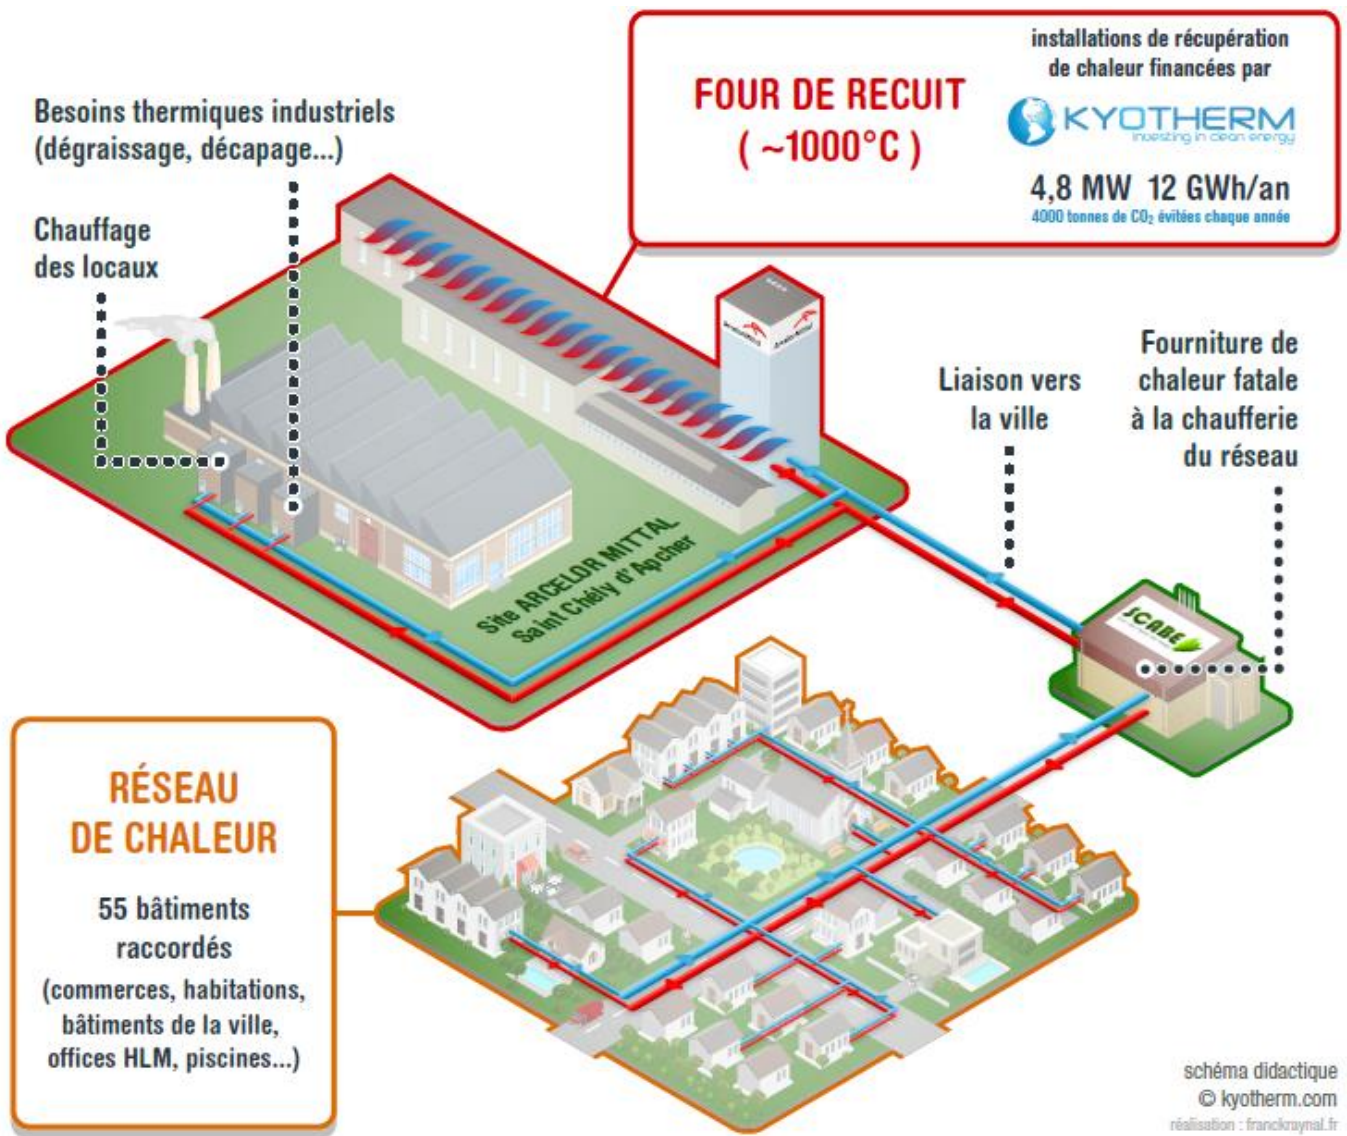 installations de récupération
de chaleur financées par
FOUR DE RECUIT
( ~1000°C )
KYOTHERM
investing in clean energy
4,8 MW 12 GWh/an
4000 tonnes de CO₂ évitées chaque année
Besoins thermiques industriels
(dégraissage, décapage...)
Chauffage
des locaux
ArcelorMittal
ArcelorMittal
Fourniture de
chaleur fatale
à la chaufferie
du réseau
Liaison vers
la ville
Site ARCELOR MITTAL
Saint Chély d'Apcher
SCABE
RÉSEAU
DE CHALEUR
55 bâtiments
raccordés
(commerces, habitations,
bâtiments de la ville,
offices HLM, piscines...)
schéma didactique
© kyotherm.com
réalisation : franckraynal.fr